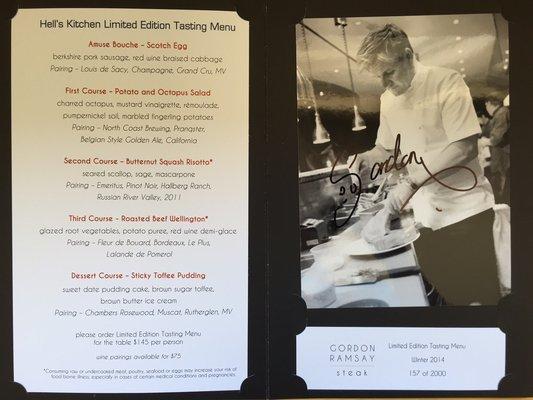 Hell's Kitchen Limited Edition Tasting Menu
Amuse Bouche – Scotch Egg
berkshire pork sausage, red wine braised cabbage
Pairing – Louis de Sacy, Champagne, Grand Cru, MV
First Course – Potato and Octopus Salad
charred octopus, mustard vinaigrette, rémoulade,
pumpernickel soil, marbled fingerling potatoes
Pairing – North Coast Brewing, Pranqster,
Belgian Style Golden Ale, California
Second Course – Butternut Squash Risotto*
seared scallop, sage, mascarpone
Pairing – Emeritus, Pinot Noir, Hallberg Ranch,
Russian River Valley, 2011
Third Course – Roasted Beef Wellington*
glazed root vegetables, potato puree, red wine demi-glace
Pairing – Fleur de Bouard, Bordeaux, Le Plus,
Lalande de Pomerol
Dessert Course – Sticky Toffee Pudding
sweet date pudding cake, brown sugar toffee,
brown butter ice cream
Pairing – Chambers Rosewood, Muscat, Rutherglen, MV
please order Limited Edition Tasting Menu
for the table $145 per person
wine pairings available for $75
*Consuming raw or undercooked meat, poultry, seafood or eggs may increase your risk of
food borne illness, especially in cases of certain medical conditions and pregnancies.
Gordon
GORDON
RAMSAY
steak
Limited Edition Tasting Menu
Winter 2014
157 of 2000